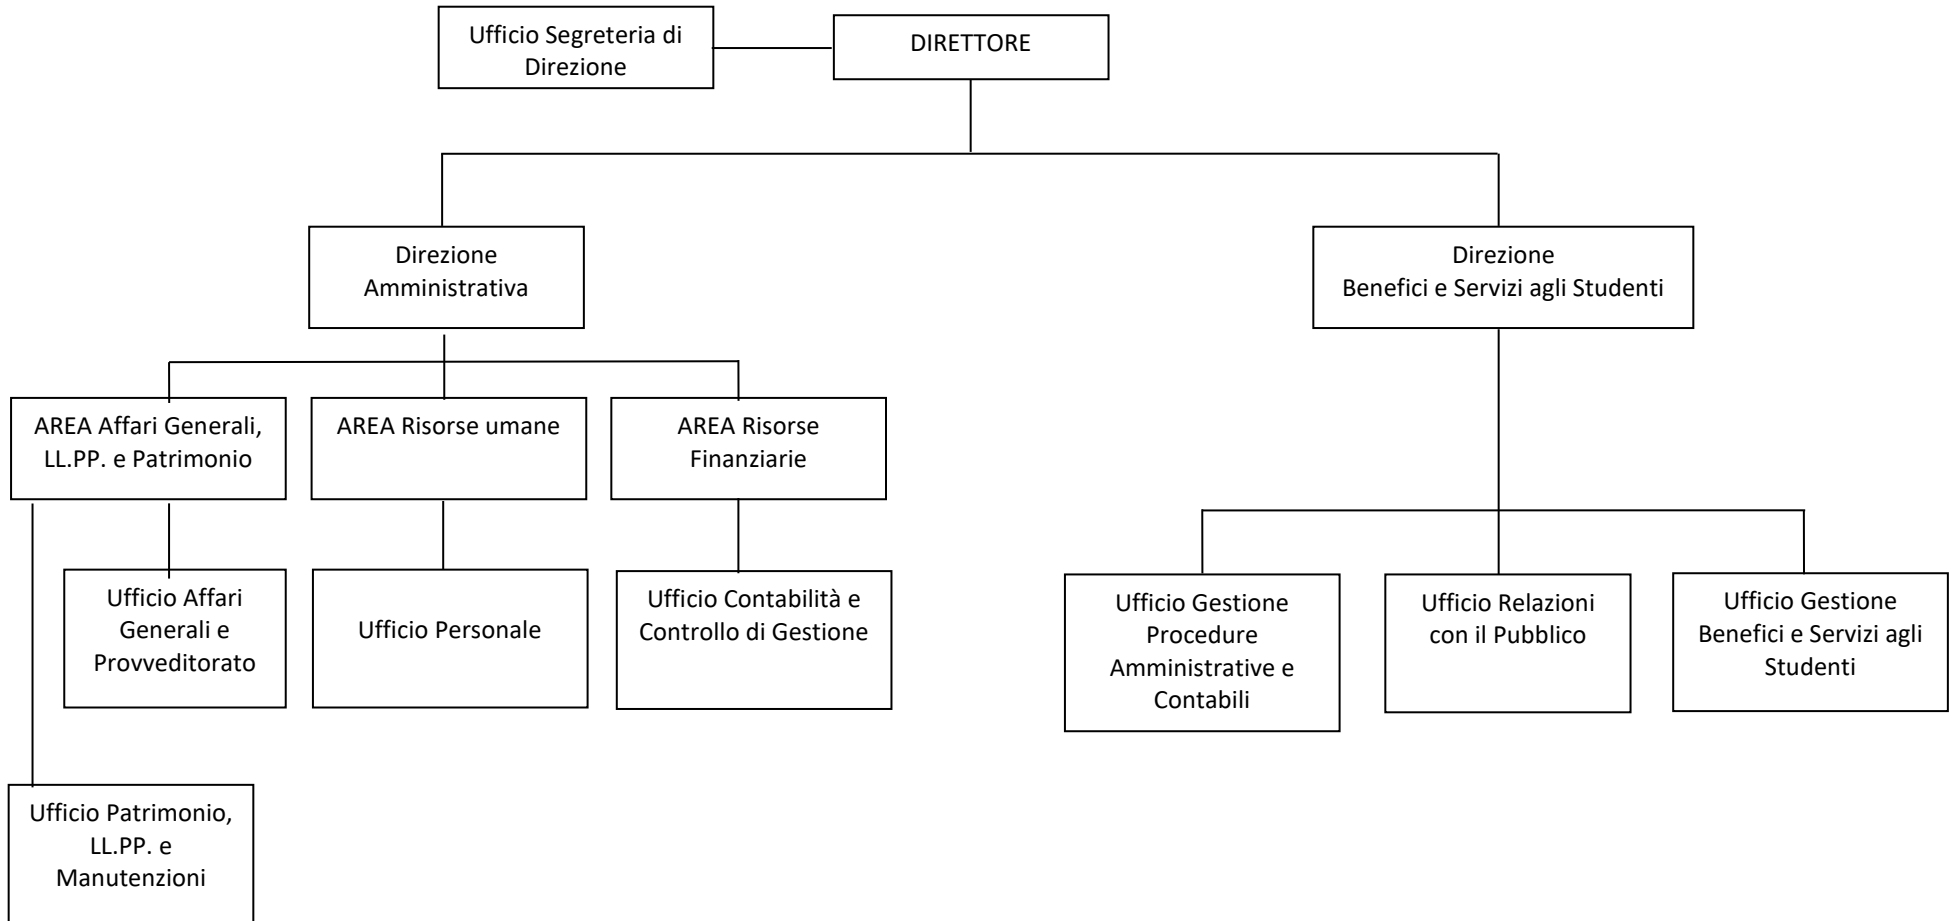 Ufficio Segreteria di
Direzione
DIRETTORE
Direzione
Amministrativa
Direzione
Benefici e Servizi agli Studenti
AREA Affari Generali,
LL.PP. e Patrimonio
AREA Risorse umane
AREA Risorse
Finanziarie
Ufficio Affari
Generali e
Provveditorato
Ufficio Personale
Ufficio Contabilità e
Controllo di Gestione
Ufficio Gestione
Procedure
Amministrative e
Contabili
Ufficio Relazioni
con il Pubblico
Ufficio Gestione
Benefici e Servizi agli
Studenti
Ufficio Patrimonio,
LL.PP. e
Manutenzioni